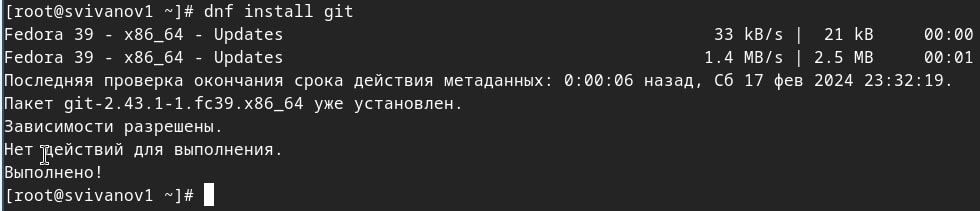 [root@svivanov1 ~]# dnf install git
Fedora 39 - x86_64 - Updates 33 kB/s | 21 kB 00:00
Fedora 39 - x86_64 - Updates 1.4 MB/s | 2.5 MB 00:01
Последняя проверка окончания срока действия метаданных: 0:00:06 назад, Сб 17 фев 2024 23:32:19.
Пакет git-2.43.1-1.fc39.x86_64 уже установлен.
Зависимости разрешены.
Нет действий для выполнения.
Выполнено!
[root@svivanov1 ~]#